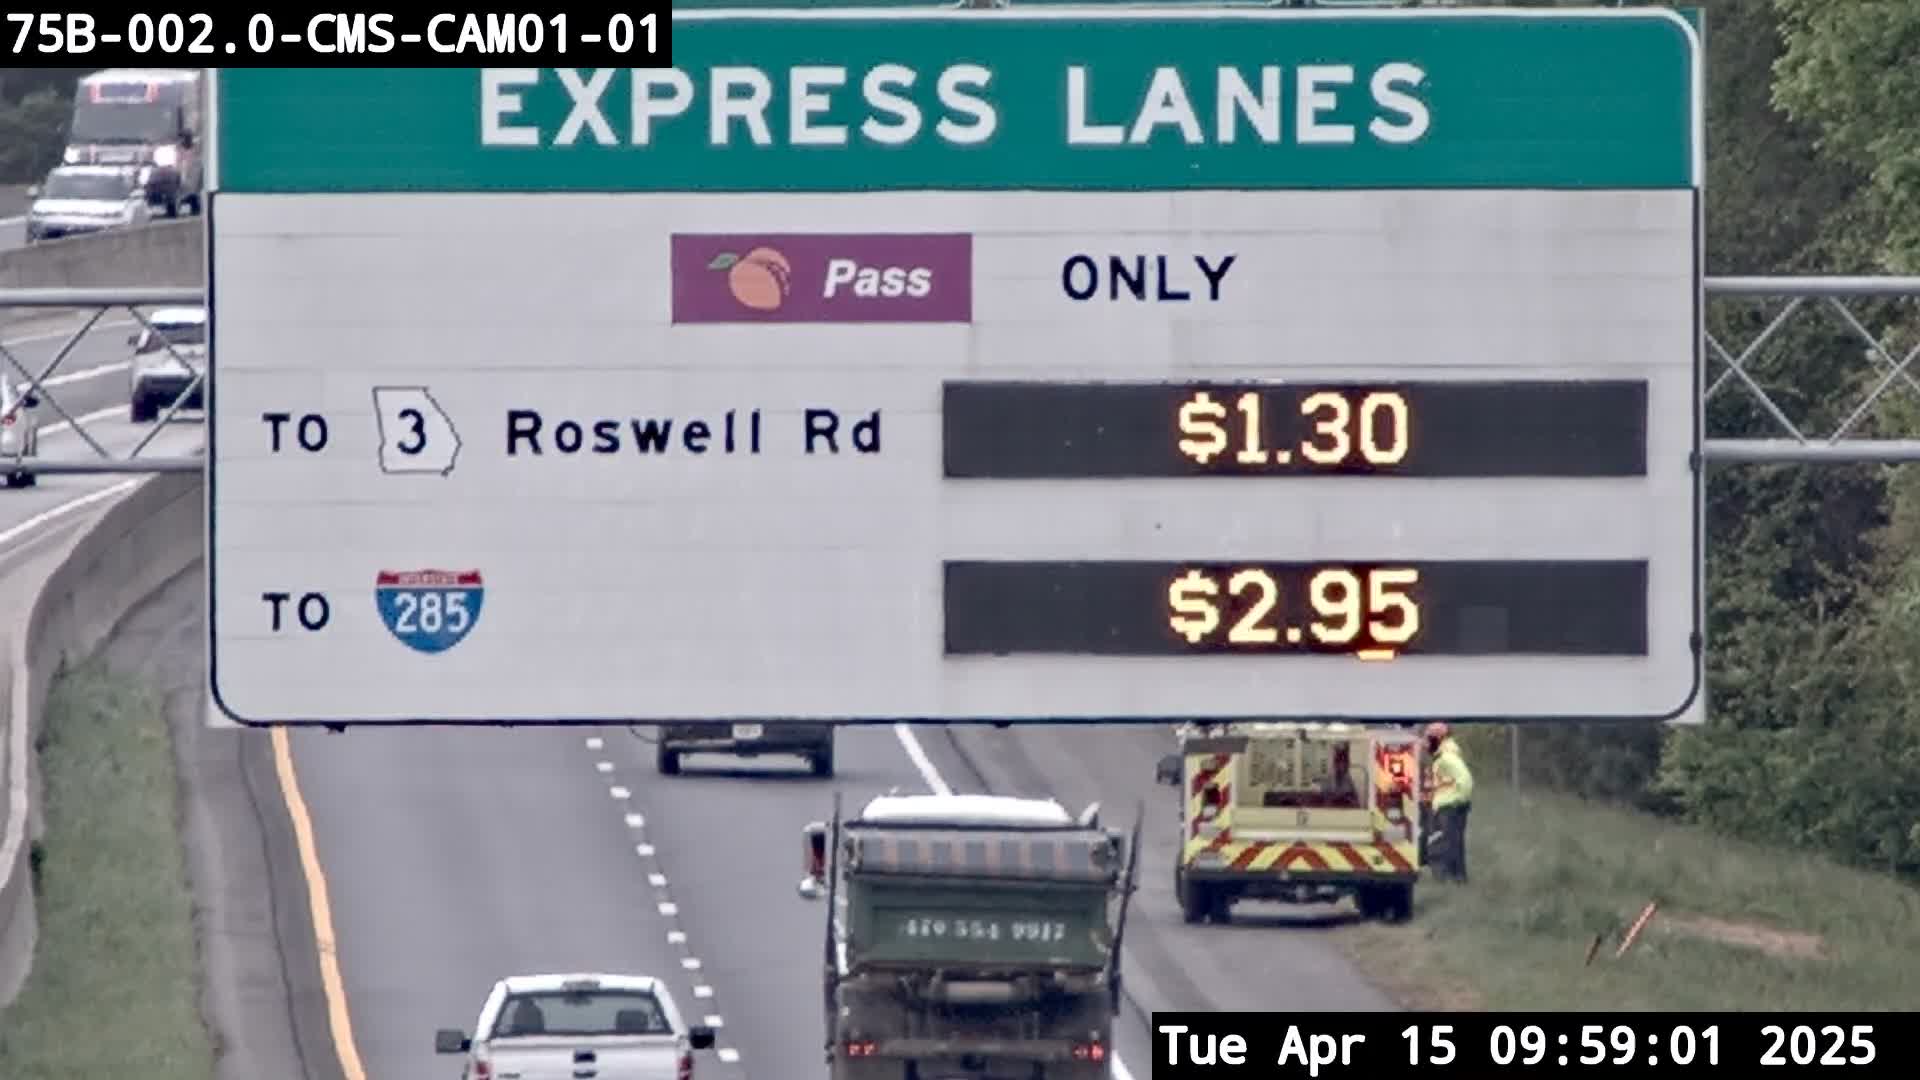 75B-002.0-CMS-CAM01-01
EXPRESS LANES
Pass ONLY
TO 3 Roswell Rd $1.30
TO 285 $2.95
Tue Apr 15 09:59:01 2025